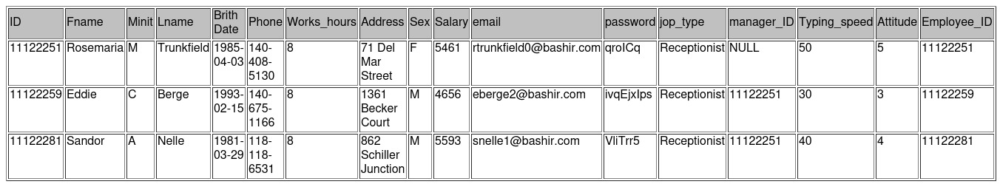 ID Fname Minit Lname Brith Date Phone Works_hours Address Sex Salary email password jop_type manager_ID Typing_speed Attitude Employee_ID
11122251 Rosemaria M Trunkfield 1985-04-03 140-408-5130 8 71 Del Mar Street F 5461 rtrunkfield0@bashir.com qroICq Receptionist NULL 50 5 11122251
11122259 Eddie C Berge 1993-02-15 140-675-1166 8 1361 Becker Court M 4656 eberge2@bashir.com ivqEjxIps Receptionist 11122251 30 3 11122259
11122281 Sandor A Nelle 1981-03-29 118-118-6531 8 862 Schiller Junction M 5593 snelle1@bashir.com VIiTrr5 Receptionist 11122251 40 4 11122281